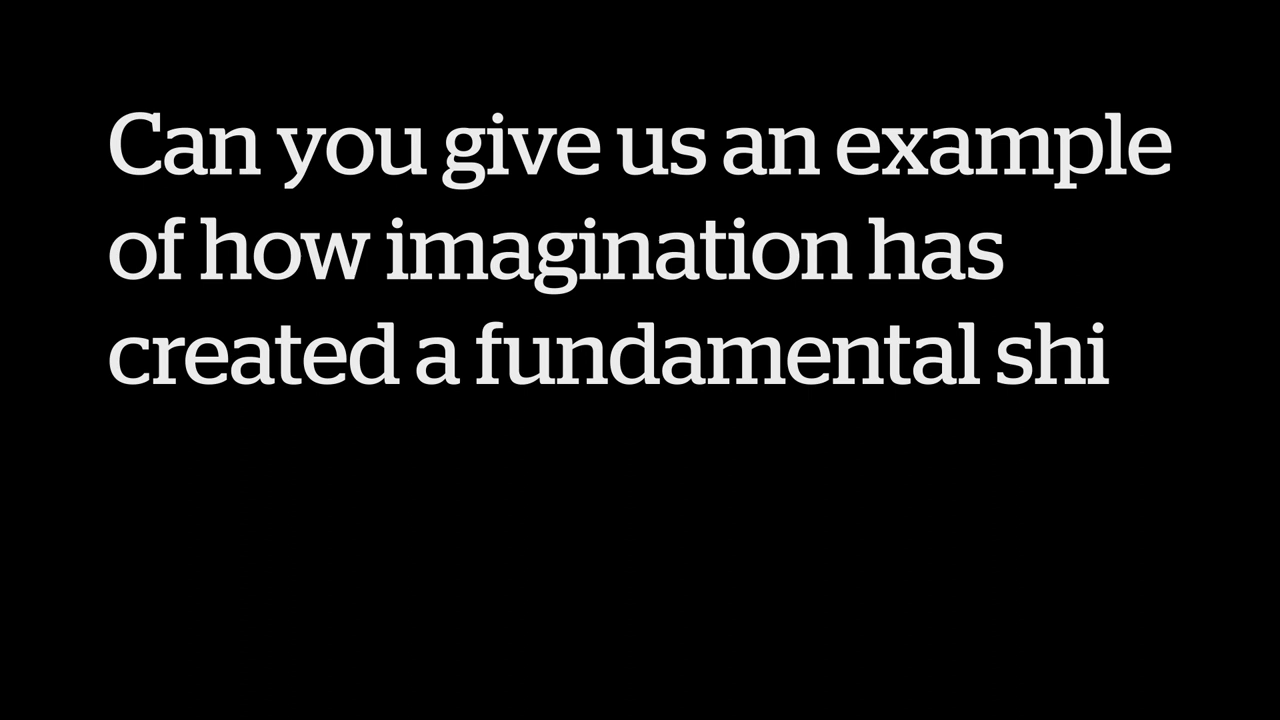 Can you give us an example
of how imagination has
created a fundamental shi